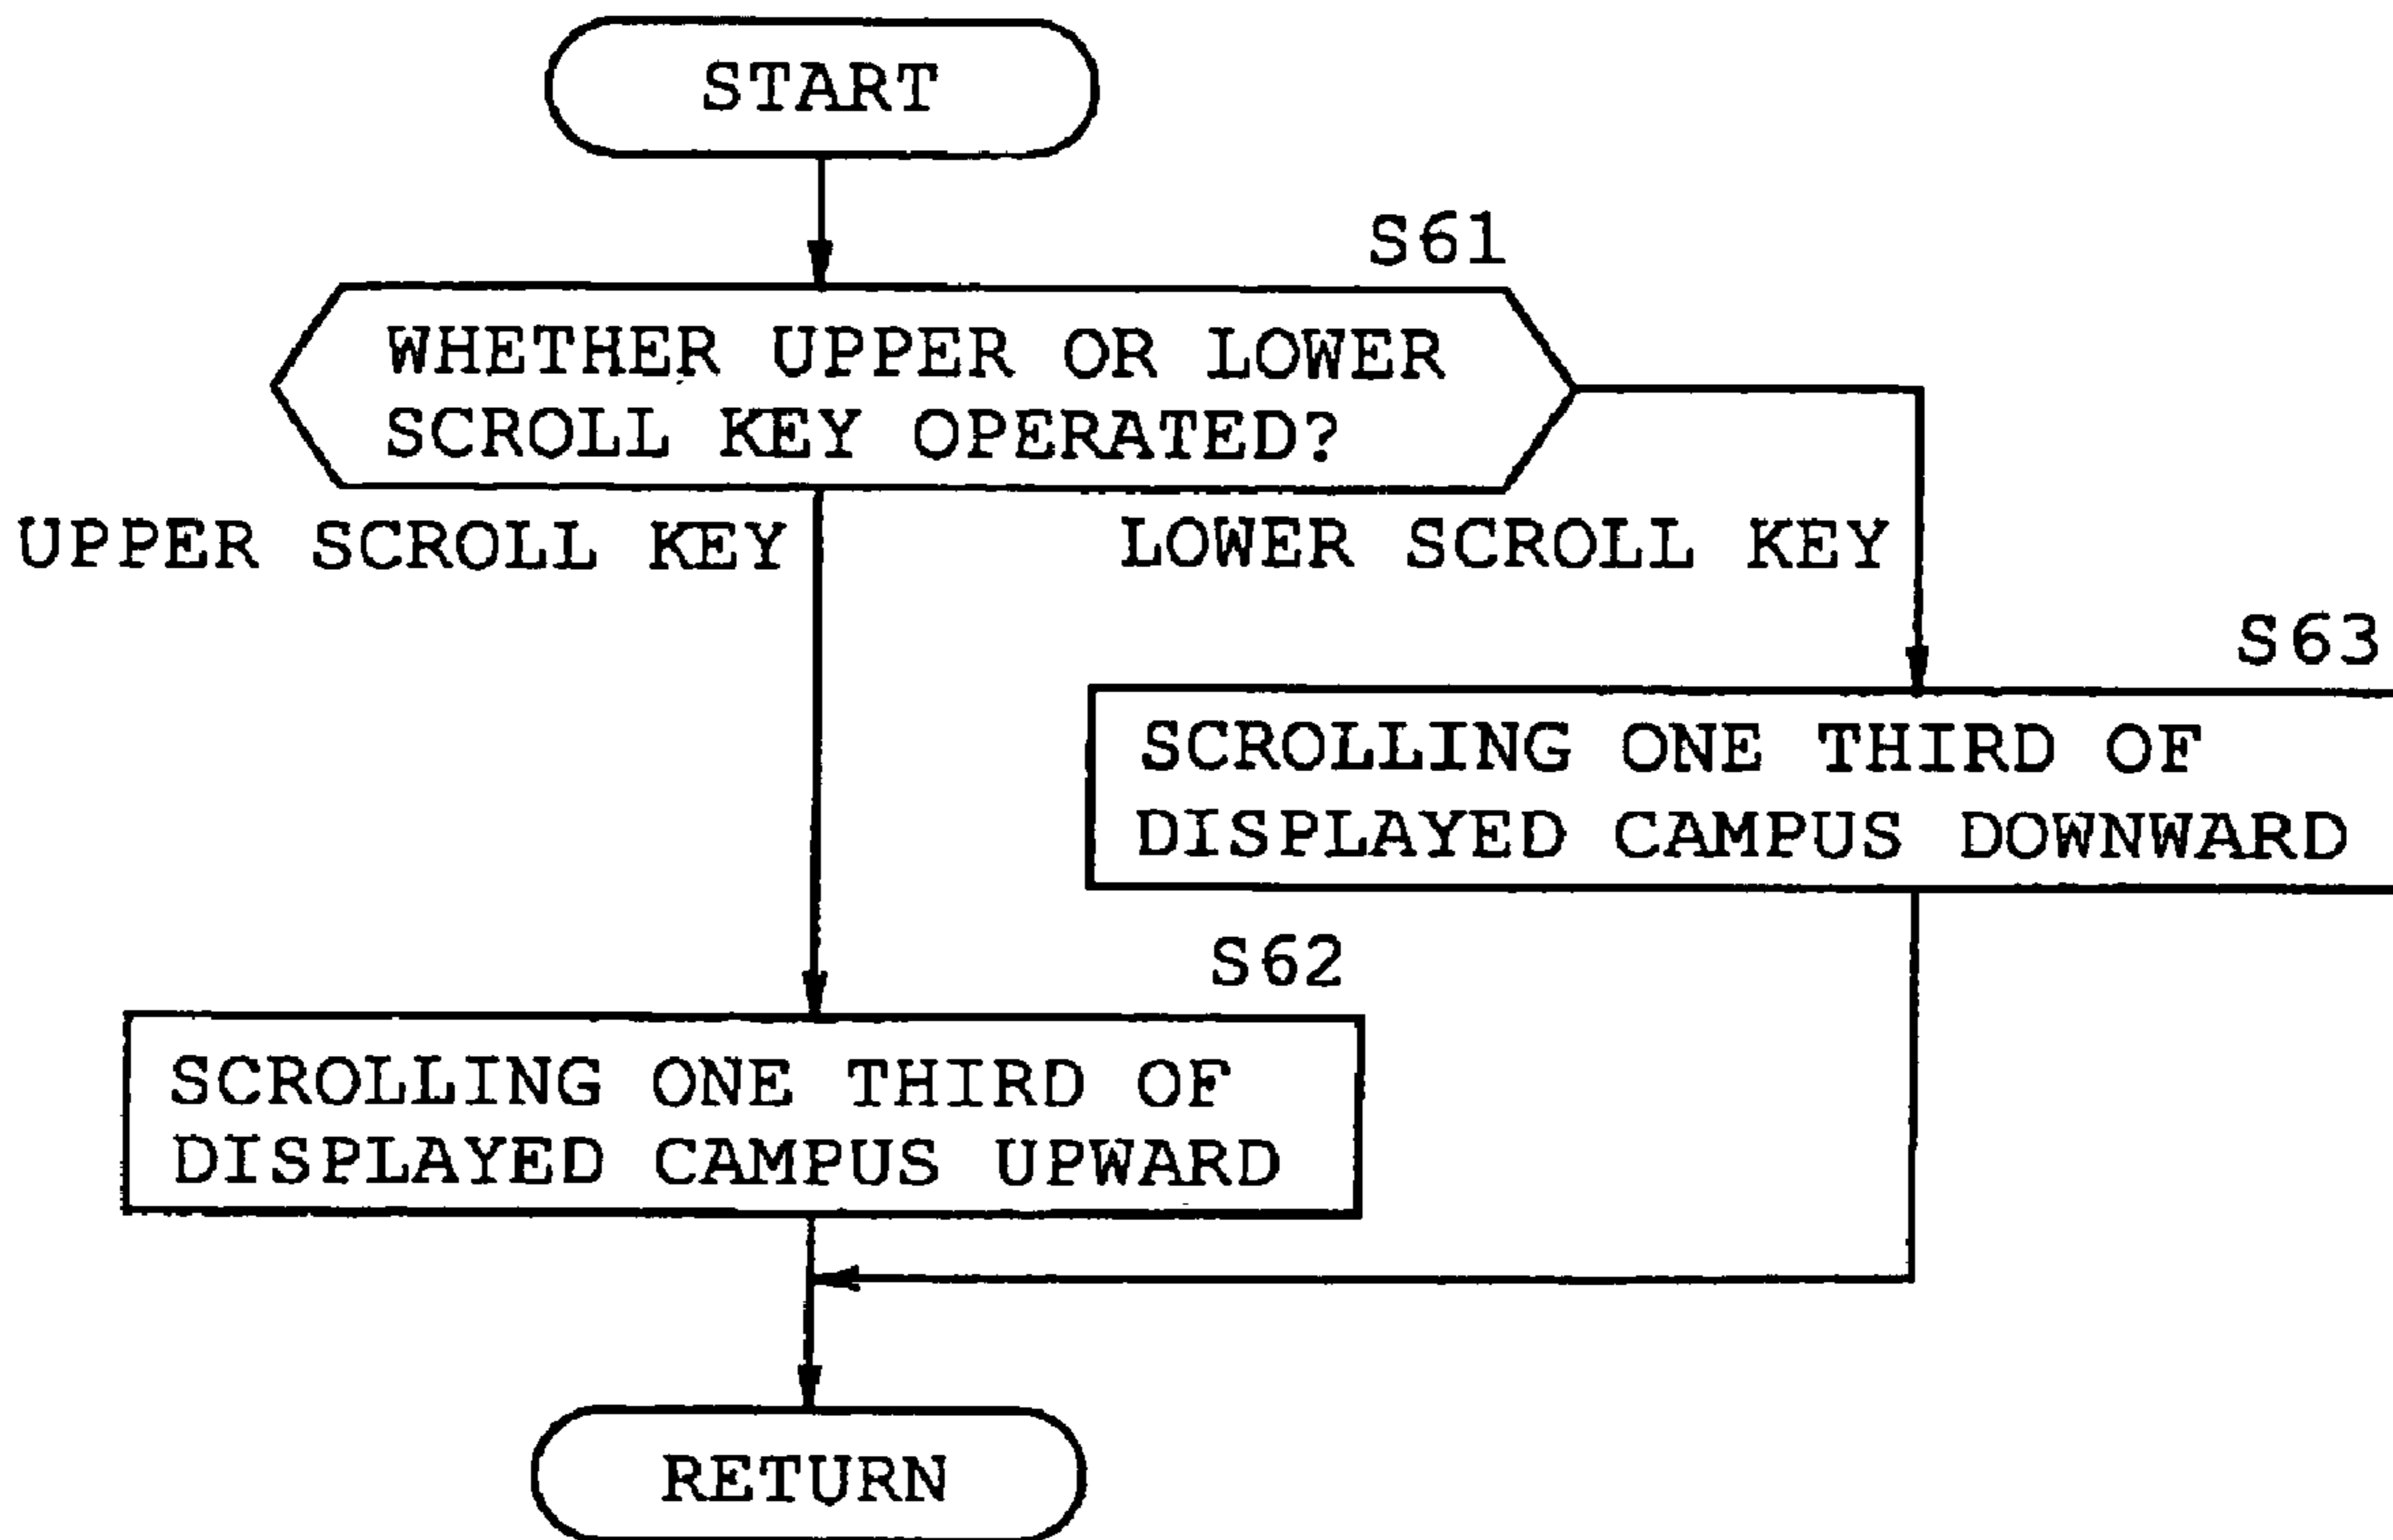 START
S61
WHETHER UPPER OR LOWER
SCROLL KEY OPERATED?
UPPER SCROLL KEY
LOWER SCROLL KEY
S63
SCROLLING ONE THIRD OF
DISPLAYED CAMPUS DOWNWARD
S62
SCROLLING ONE THIRD OF
DISPLAYED CAMPUS UPWARD
RETURN